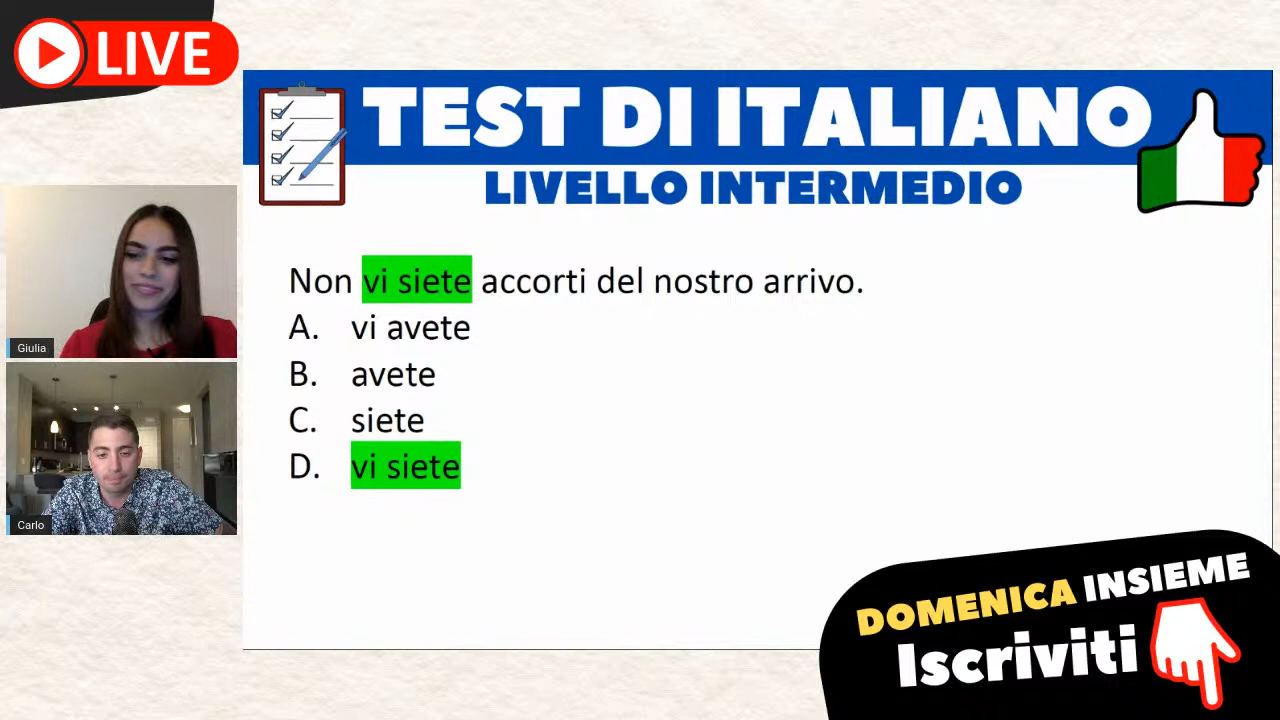 LIVE
TEST DI ITALIANO
LIVELLO INTERMEDIO
Non vi siete accorti del nostro arrivo.
A. vi avete
B. avete
C. siete
D. vi siete
Giulia
Carlo
DOMENICA INSIEME
Iscriviti